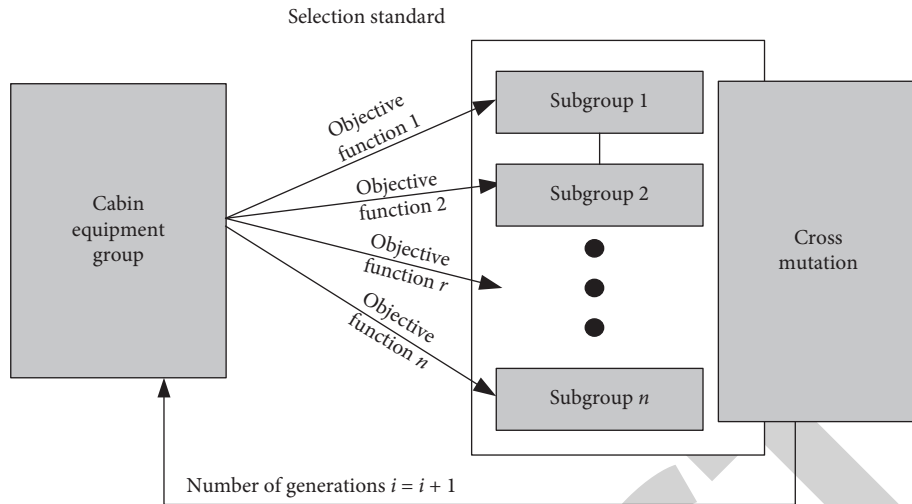 Selection standard
Cabin
equipment
group
Objective
function 1
Objective
function 2
Objective
function r
Objective
function n
Subgroup 1
Subgroup 2
Subgroup n
Cross
mutation
Number of generations i = i + 1